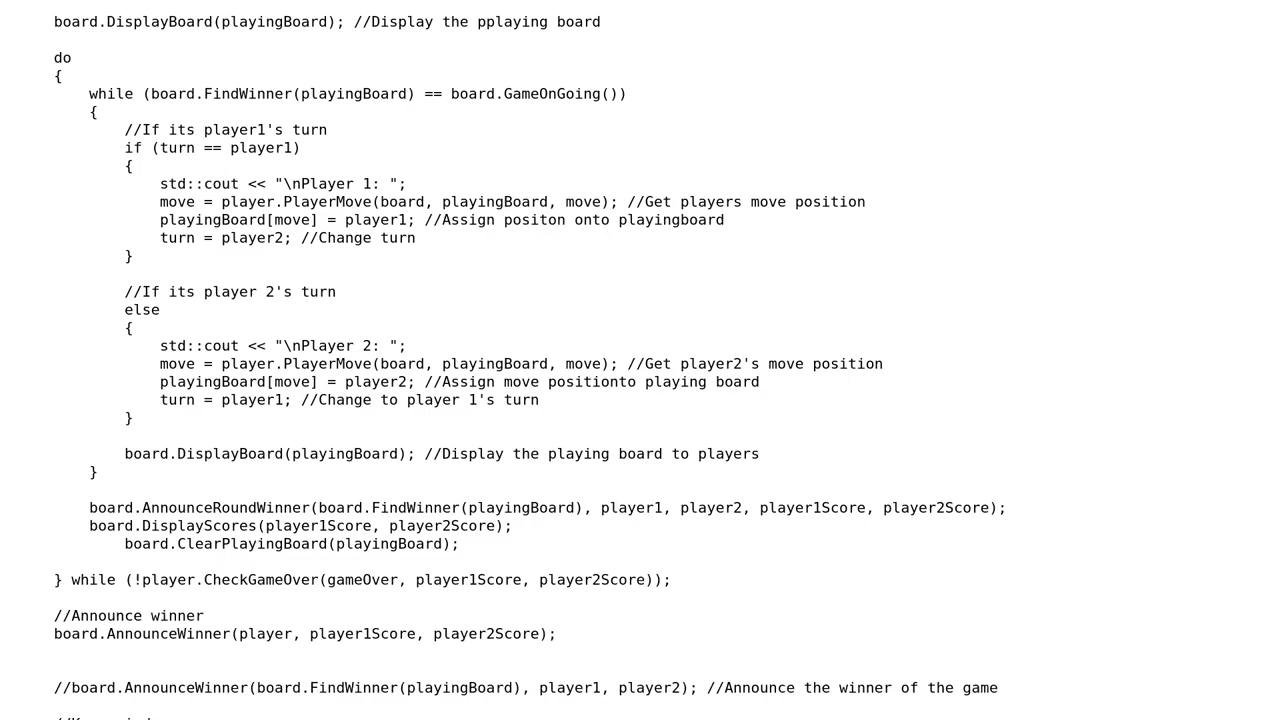 board.DisplayBoard(playingBoard); //Display the pplaying board
do
{
while (board.FindWinner(playingBoard) == board.GameOnGoing())
{
//If its player1's turn
if (turn == player1)
{
std::cout << "\nPlayer 1: ";
move = player.PlayerMove(board, playingBoard, move); //Get players move position
playingBoard[move] = player1; //Assign positon onto playingboard
turn = player2; //Change turn
}
//If its player 2's turn
else
{
std::cout << "\nPlayer 2: ";
move = player.PlayerMove(board, playingBoard, move); //Get player2's move position
playingBoard[move] = player2; //Assign move positionto playing board
turn = player1; //Change to player 1's turn
}
board.DisplayBoard(playingBoard); //Display the playing board to players
}
board.AnnounceRoundWinner(board.FindWinner(playingBoard), player1, player2, player1Score, player2Score);
board.DisplayScores(player1Score, player2Score);
board.ClearPlayingBoard(playingBoard);
} while (!player.CheckGameOver(gameOver, player1Score, player2Score));
//Announce winner
board.AnnounceWinner(player, player1Score, player2Score);
//board.AnnounceWinner(board.FindWinner(playingBoard), player1, player2); //Announce the winner of the game